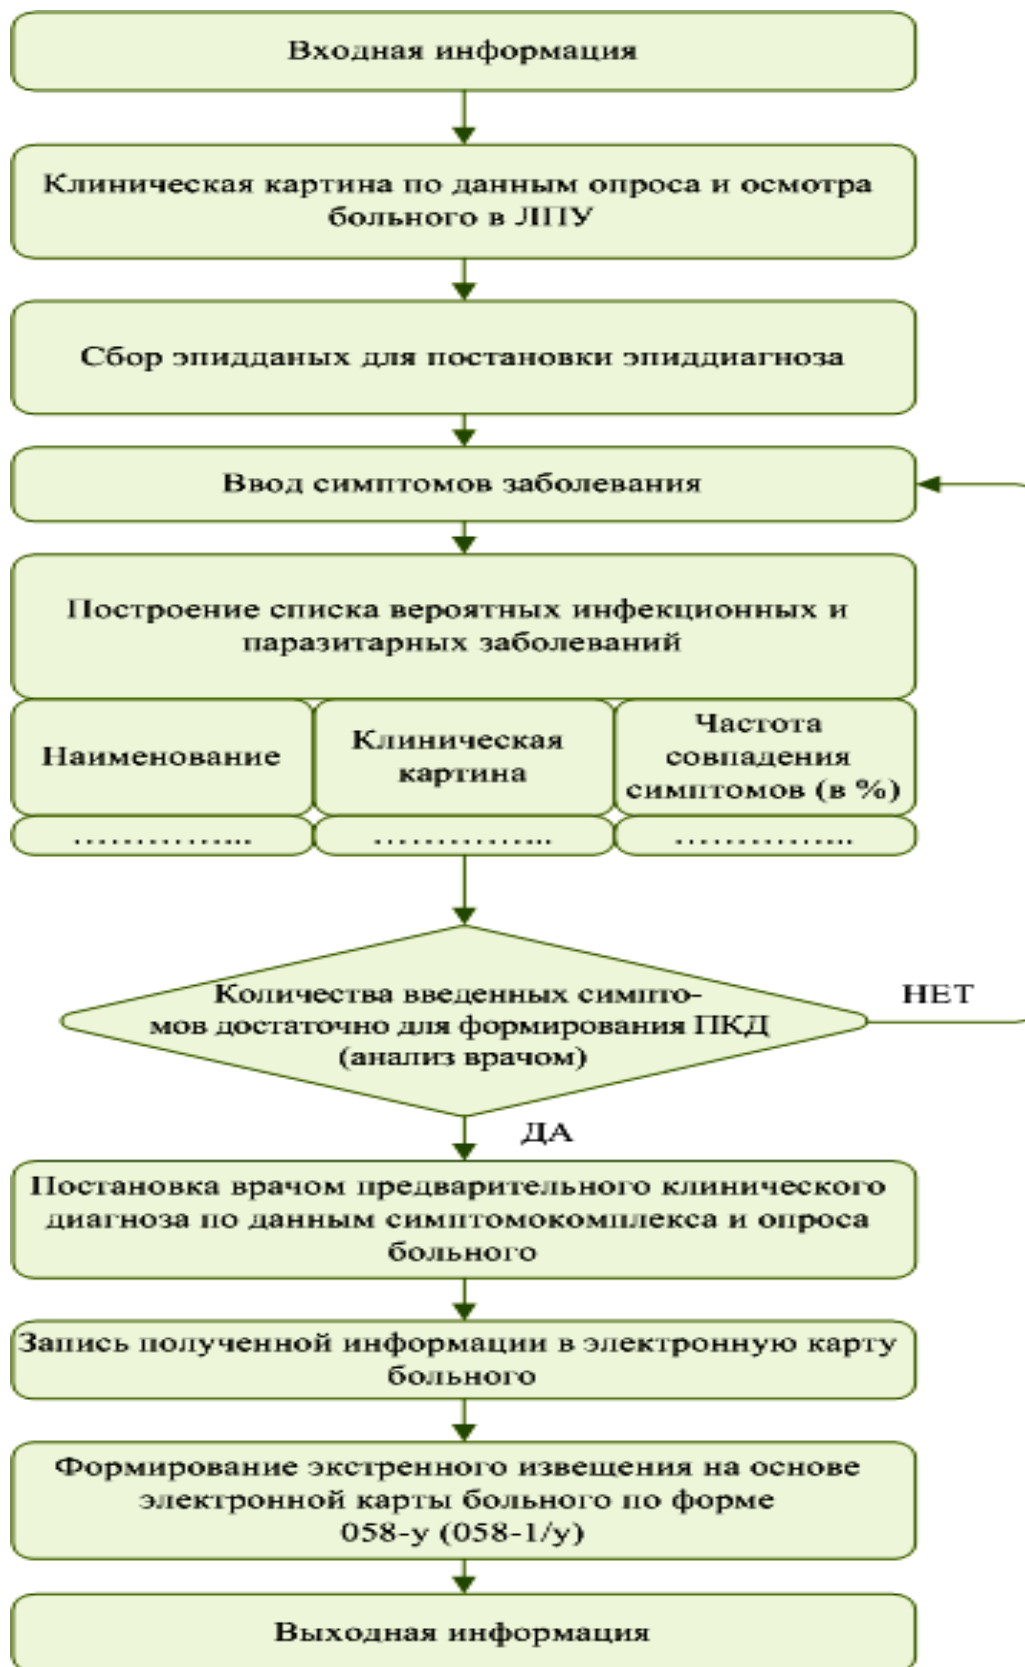 Входная информация
Клиническая картина по данным опроса и осмотра
больного в ЛПУ
Сбор эпидданых для постановки эпиддиагноза
Ввод симптомов заболевания
Построение списка вероятных инфекционных и
паразитарных заболеваний
Наименование
Клиническая
картина
Частота
совпадения
симптомов (в %)
…………....
…………....
…………....
Количества введенных симпто-
мов достаточно для формирования ПКД
(анализ врачом)
НЕТ
ДА
Постановка врачом предварительного клинического
диагноза по данным симптомокомплекса и опроса
больного
Запись полученной информации в электронную карту
больного
Формирование экстренного извещения на основе
электронной карты больного по форме
058-у (058-1/у)
Выходная информация